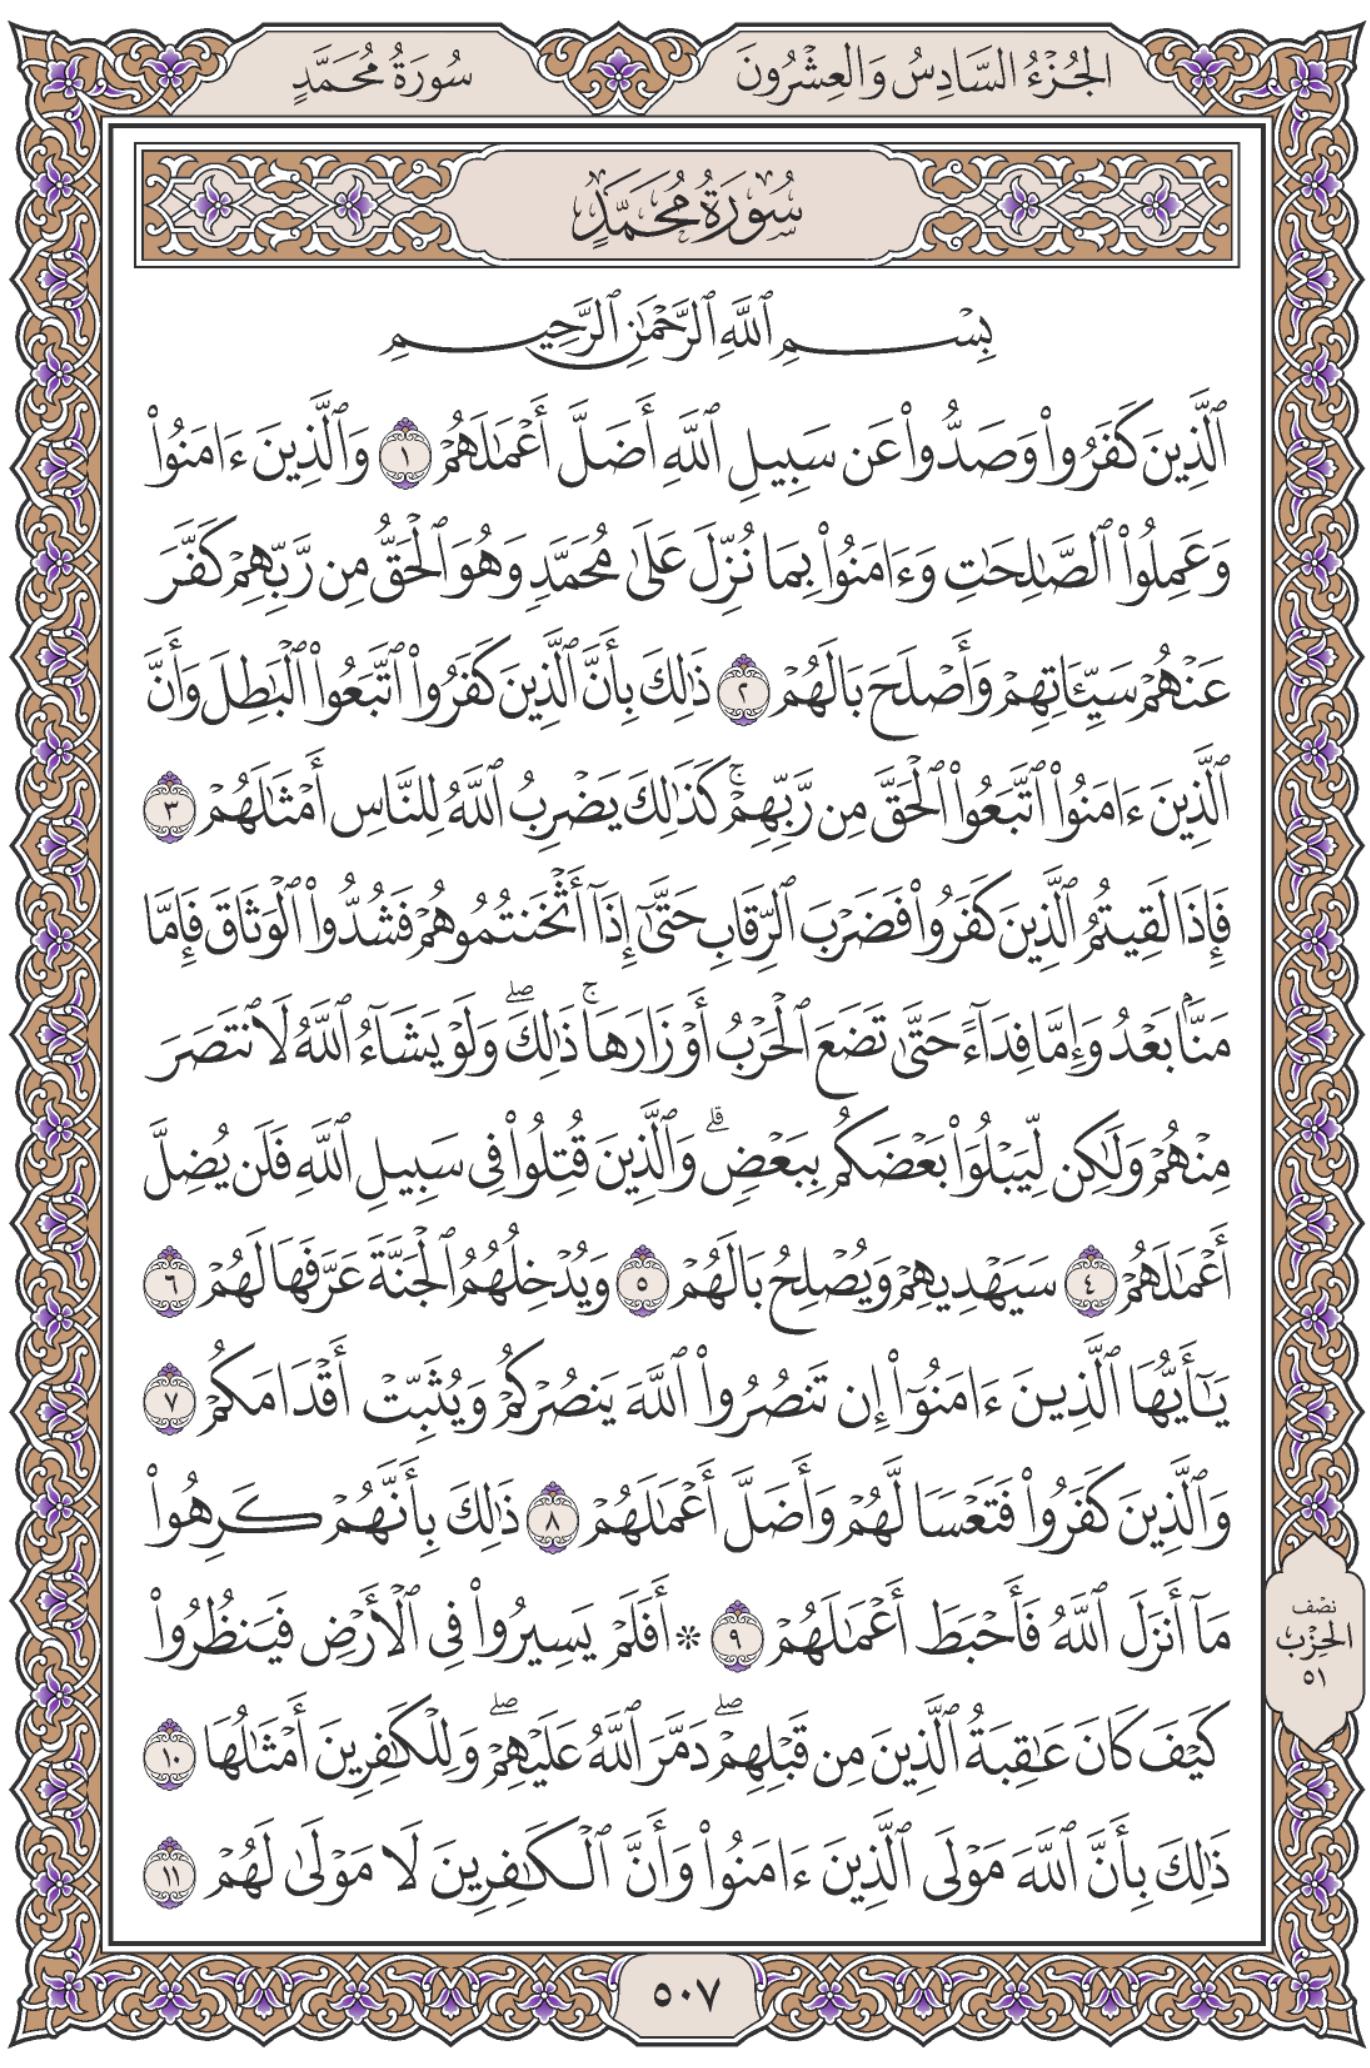 الجُزْءُ السَّادِسُ وَالعِشْرُونَ
سُورَةُ مُحَمَّدٍ
سُورَةُ مُحَمَّدٍ
بِسْمِ ٱللَّهِ ٱلرَّحْمَٰنِ ٱلرَّحِيمِ
ٱلَّذِينَ كَفَرُوا۟ وَصَدُّوا۟ عَن سَبِيلِ ٱللَّهِ أَضَلَّ أَعْمَٰلَهُمْ ١ وَٱلَّذِينَ ءَامَنُوا۟
وَعَمِلُوا۟ ٱلصَّٰلِحَٰتِ وَءَامَنُوا۟ بِمَا نُزِّلَ عَلَىٰ مُحَمَّدٍ وَهُوَ ٱلْحَقُّ مِن رَّبِّهِمْ كَفَّرَ
عَنْهُمْ سَيِّـَٔاتِهِمْ وَأَصْلَحَ بَالَهُمْ ٢ ذَٰلِكَ بِأَنَّ ٱلَّذِينَ كَفَرُوا۟ ٱتَّبَعُوا۟ ٱلْبَٰطِلَ وَأَنَّ
ٱلَّذِينَ ءَامَنُوا۟ ٱتَّبَعُوا۟ ٱلْحَقَّ مِن رَّبِّهِمْ ۚ كَذَٰلِكَ يَضْرِبُ ٱللَّهُ لِلنَّاسِ أَمْثَٰلَهُمْ ٣
فَإِذَا لَقِيتُمُ ٱلَّذِينَ كَفَرُوا۟ فَضَرْبَ ٱلرِّقَابِ حَتَّىٰٓ إِذَآ أَثْخَنتُمُوهُمْ فَشُدُّوا۟ ٱلْوَثَاقَ فَإِمَّا
مَنًّۢا بَعْدُ وَإِمَّا فِدَآءً حَتَّىٰ تَضَعَ ٱلْحَرْبُ أَوْزَارَهَا ۚ ذَٰلِكَ ۖ وَلَوْ يَشَآءُ ٱللَّهُ لَٱنتَصَرَ
مِنْهُمْ وَلَٰكِن لِّيَبْلُوَا۟ بَعْضَكُم بِبَعْضٍ ۗ وَٱلَّذِينَ قُتِلُوا۟ فِى سَبِيلِ ٱللَّهِ فَلَن يُضِلَّ
أَعْمَٰلَهُمْ ٤ سَيَهْدِيهِمْ وَيُصْلِحُ بَالَهُمْ ٥ وَيُدْخِلُهُمُ ٱلْجَنَّةَ عَرَّفَهَا لَهُمْ ٦
يَٰٓأَيُّهَا ٱلَّذِينَ ءَامَنُوٓا۟ إِن تَنصُرُوا۟ ٱللَّهَ يَنصُرْكُمْ وَيُثَبِّتْ أَقْدَامَكُمْ ٧
وَٱلَّذِينَ كَفَرُوا۟ فَتَعْسًا لَّهُمْ وَأَضَلَّ أَعْمَٰلَهُمْ ٨ ذَٰلِكَ بِأَنَّهُمْ كَرِهُوا۟
مَآ أَنزَلَ ٱللَّهُ فَأَحْبَطَ أَعْمَٰلَهُمْ ٩ ۞ أَفَلَمْ يَسِيرُوا۟ فِى ٱلْأَرْضِ فَيَنظُرُوا۟
كَيْفَ كَانَ عَٰقِبَةُ ٱلَّذِينَ مِن قَبْلِهِمْ ۖ دَمَّرَ ٱللَّهُ عَلَيْهِمْ ۖ وَلِلْكَٰفِرِينَ أَمْثَٰلُهَا ١٠
ذَٰلِكَ بِأَنَّ ٱللَّهَ مَوْلَى ٱلَّذِينَ ءَامَنُوا۟ وَأَنَّ ٱلْكَٰفِرِينَ لَا مَوْلَىٰ لَهُمْ ١١
نصْف
الحِزْب
٥١
٥٠٧